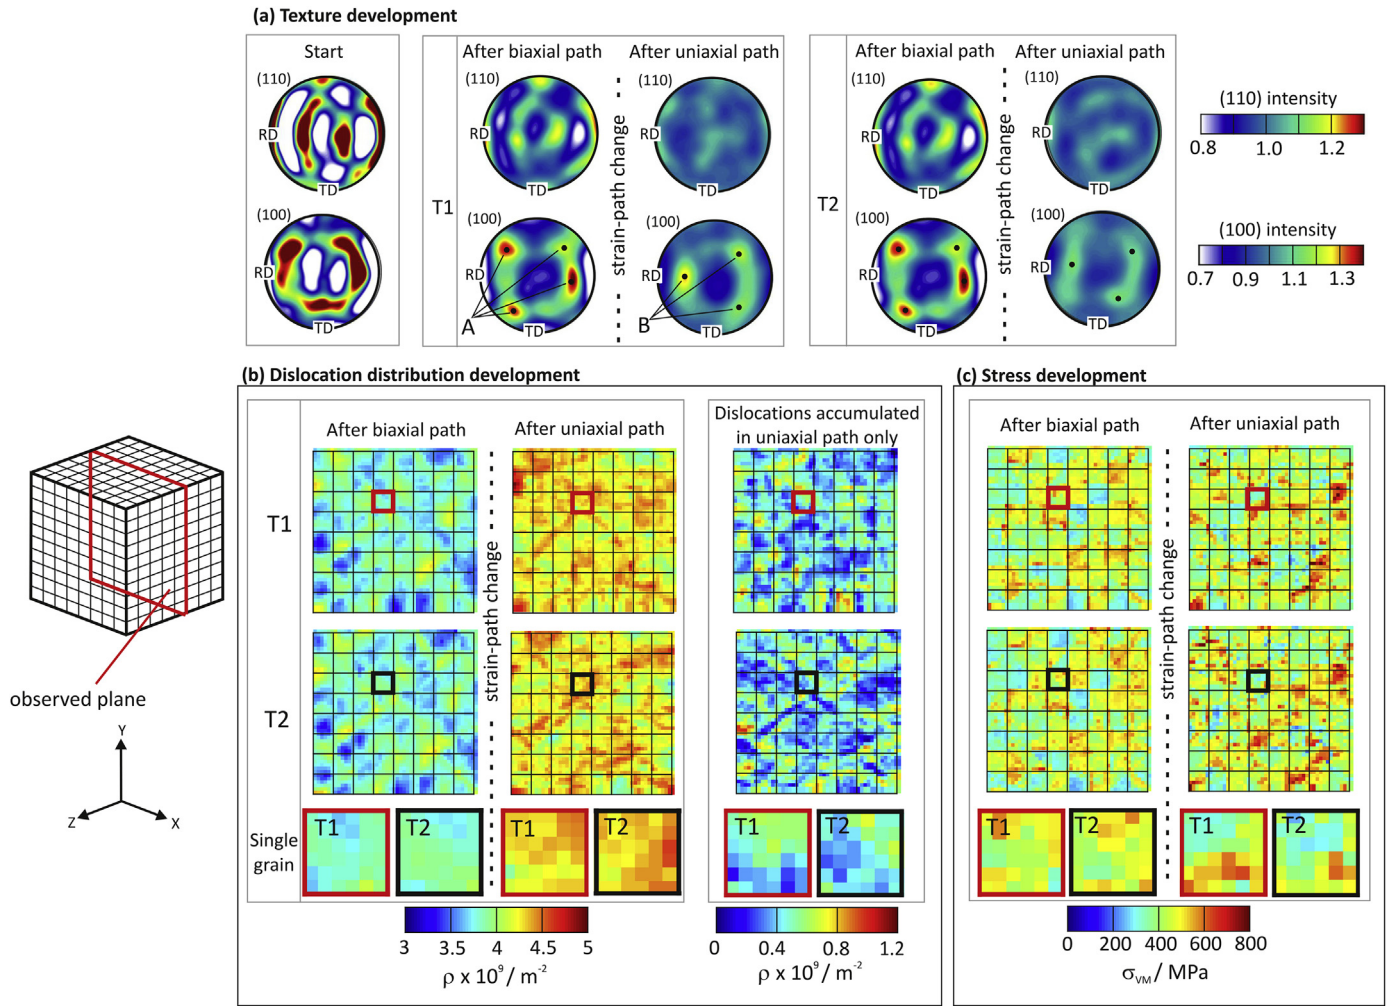 (a) Texture development
Start
After biaxial path
After uniaxial path
After biaxial path
After uniaxial path
(110)
(110)
(110)
(110)
(110)
RD
RD
RD
RD
RD
TD
TD
TD
TD
TD
(100)
(100)
(100)
(100)
(100)
RD
RD
RD
RD
RD
TD
TD
TD
TD
TD
T1
T2
A
B
strain-path change
strain-path change
(110) intensity
0.8 1.0 1.2
(100) intensity
0.7 0.9 1.1 1.3
(b) Dislocation distribution development
After biaxial path
After uniaxial path
Dislocations accumulated
in uniaxial path only
T1
T2
strain-path change
Single
grain
T1
T2
T1
T2
T1
T2
3 3.5 4 4.5 5
ρ x 10⁹ / m⁻²
0 0.4 0.8 1.2
ρ x 10⁹ / m⁻²
(c) Stress development
After biaxial path
After uniaxial path
strain-path change
T1
T2
T1
T2
0 200 400 600 800
σVM / MPa
observed plane
Y
Z
X